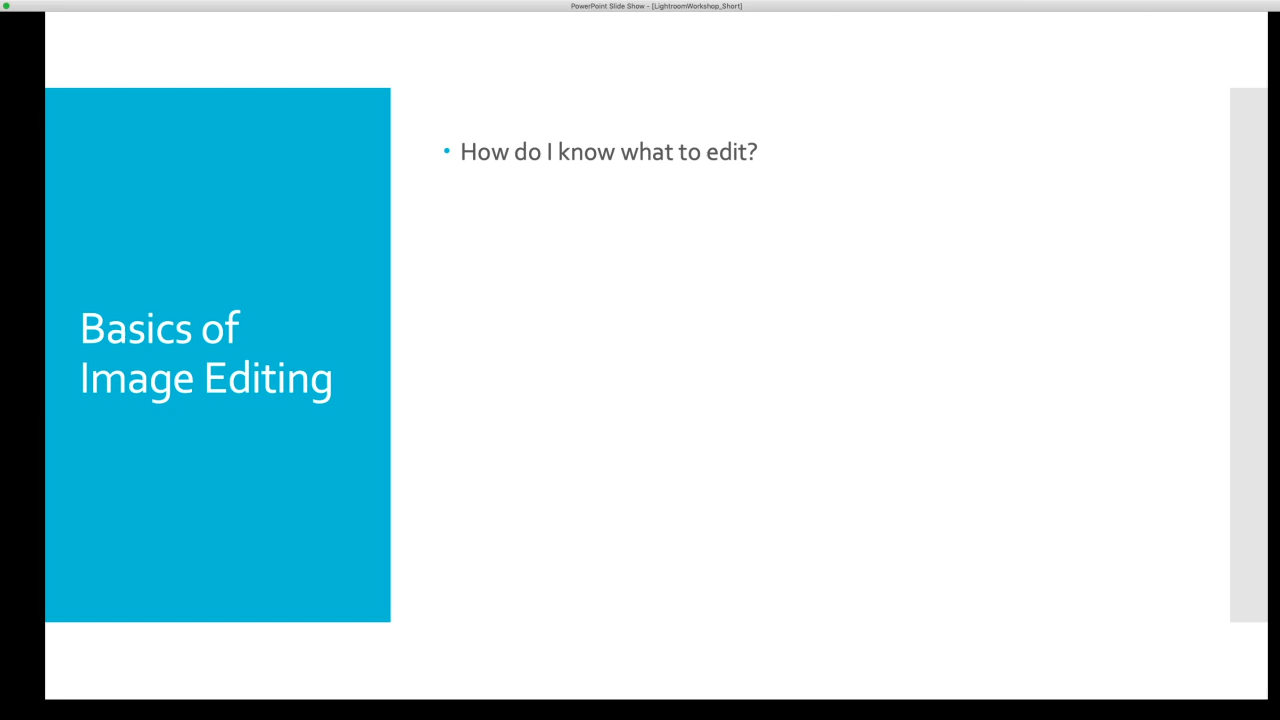 PowerPoint Slide Show - [LightroomWorkshop_Short]
Basics of
Image Editing
• How do I know what to edit?